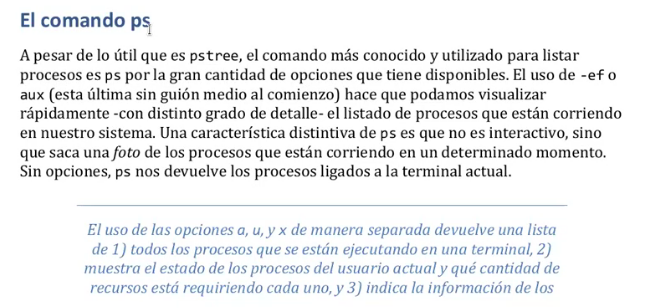 El comando ps
A pesar de lo útil que es pstree, el comando más conocido y utilizado para listar
procesos es ps por la gran cantidad de opciones que tiene disponibles. El uso de -ef o
aux (esta última sin guión medio al comienzo) hace que podamos visualizar
rápidamente -con distinto grado de detalle- el listado de procesos que están corriendo
en nuestro sistema. Una característica distintiva de ps es que no es interactivo, sino
que saca una foto de los procesos que están corriendo en un determinado momento.
Sin opciones, ps nos devuelve los procesos ligados a la terminal actual.
El uso de las opciones a, u, y x de manera separada devuelve una lista
de 1) todos los procesos que se están ejecutando en una terminal, 2)
muestra el estado de los procesos del usuario actual y qué cantidad de
recursos está requiriendo cada uno, y 3) indica la información de los